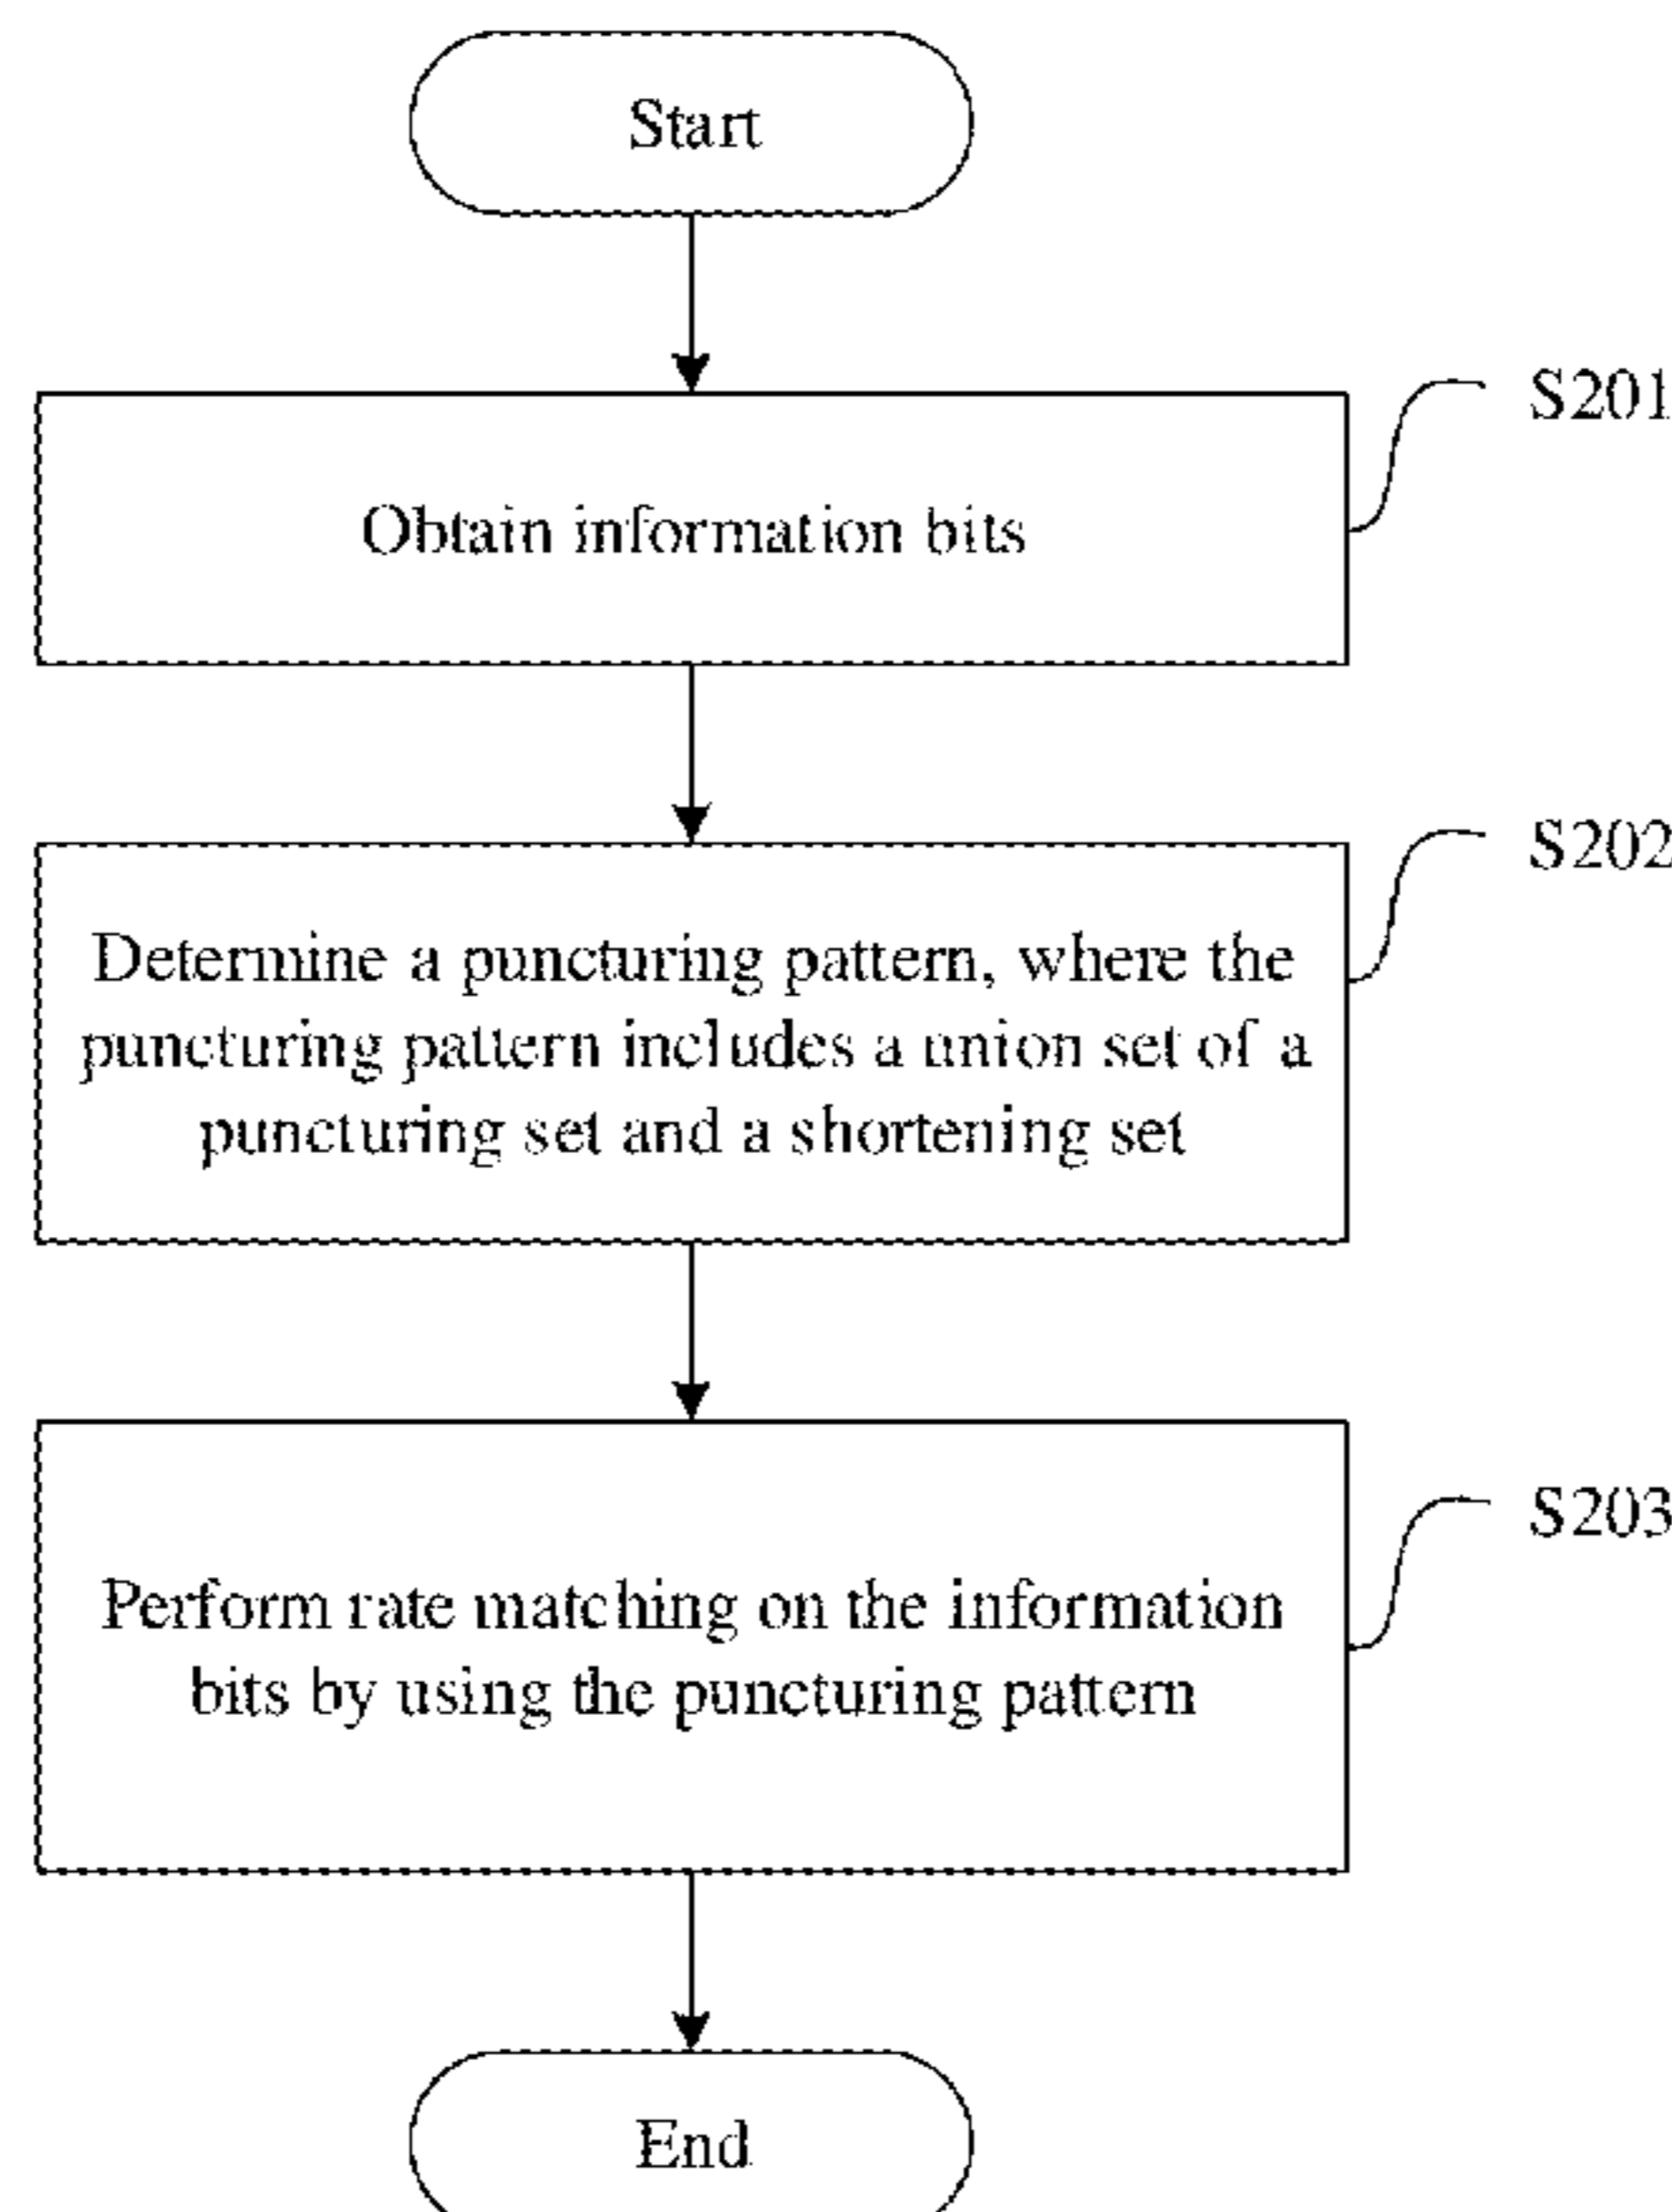 Start
S201
Obtain information bits
S202
Determine a puncturing pattern, where the
puncturing pattern includes a union set of a
puncturing set and a shortening set
S203
Perform rate matching on the information
bits by using the puncturing pattern
End